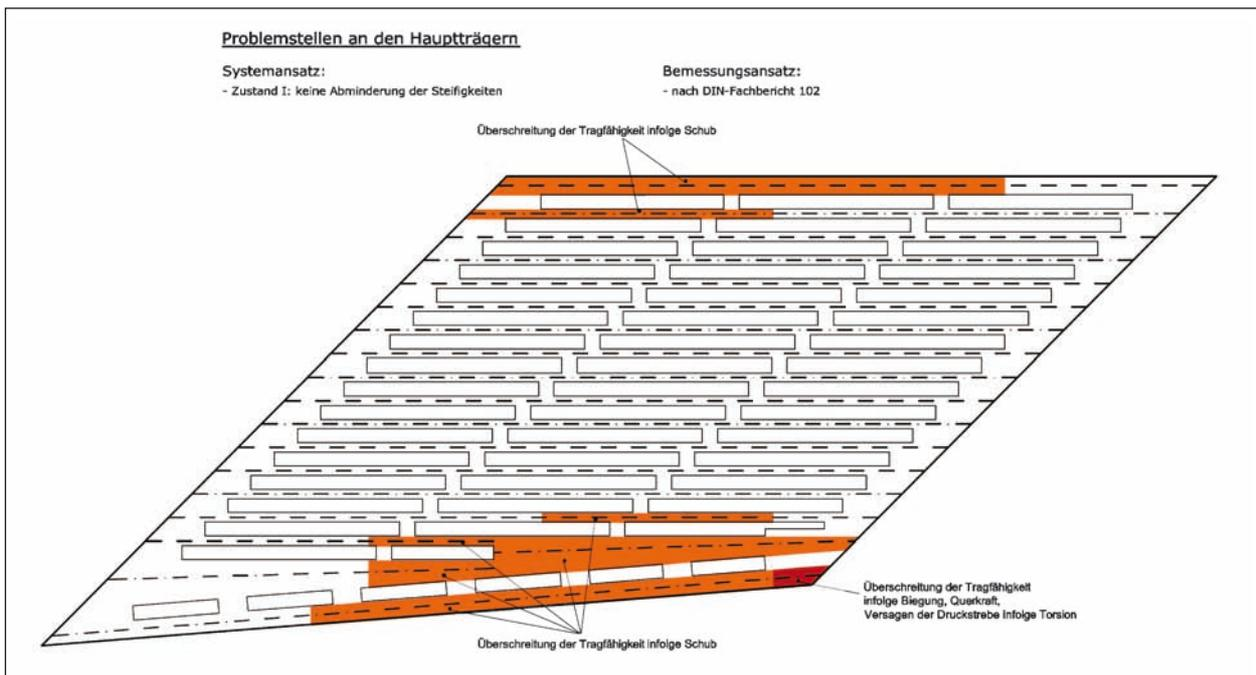 Problemstellen an den Hauptträgern
Systemansatz:
- Zustand I: keine Abminderung der Steifigkeiten
Bemessungsansatz:
- nach DIN-Fachbericht 102
Überschreitung der Tragfähigkeit infolge Schub
Überschreitung der Tragfähigkeit
infolge Biegung, Querkraft,
Versagen der Druckstrebe Infolge Torsion
Überschreitung der Tragfähigkeit infolge Schub